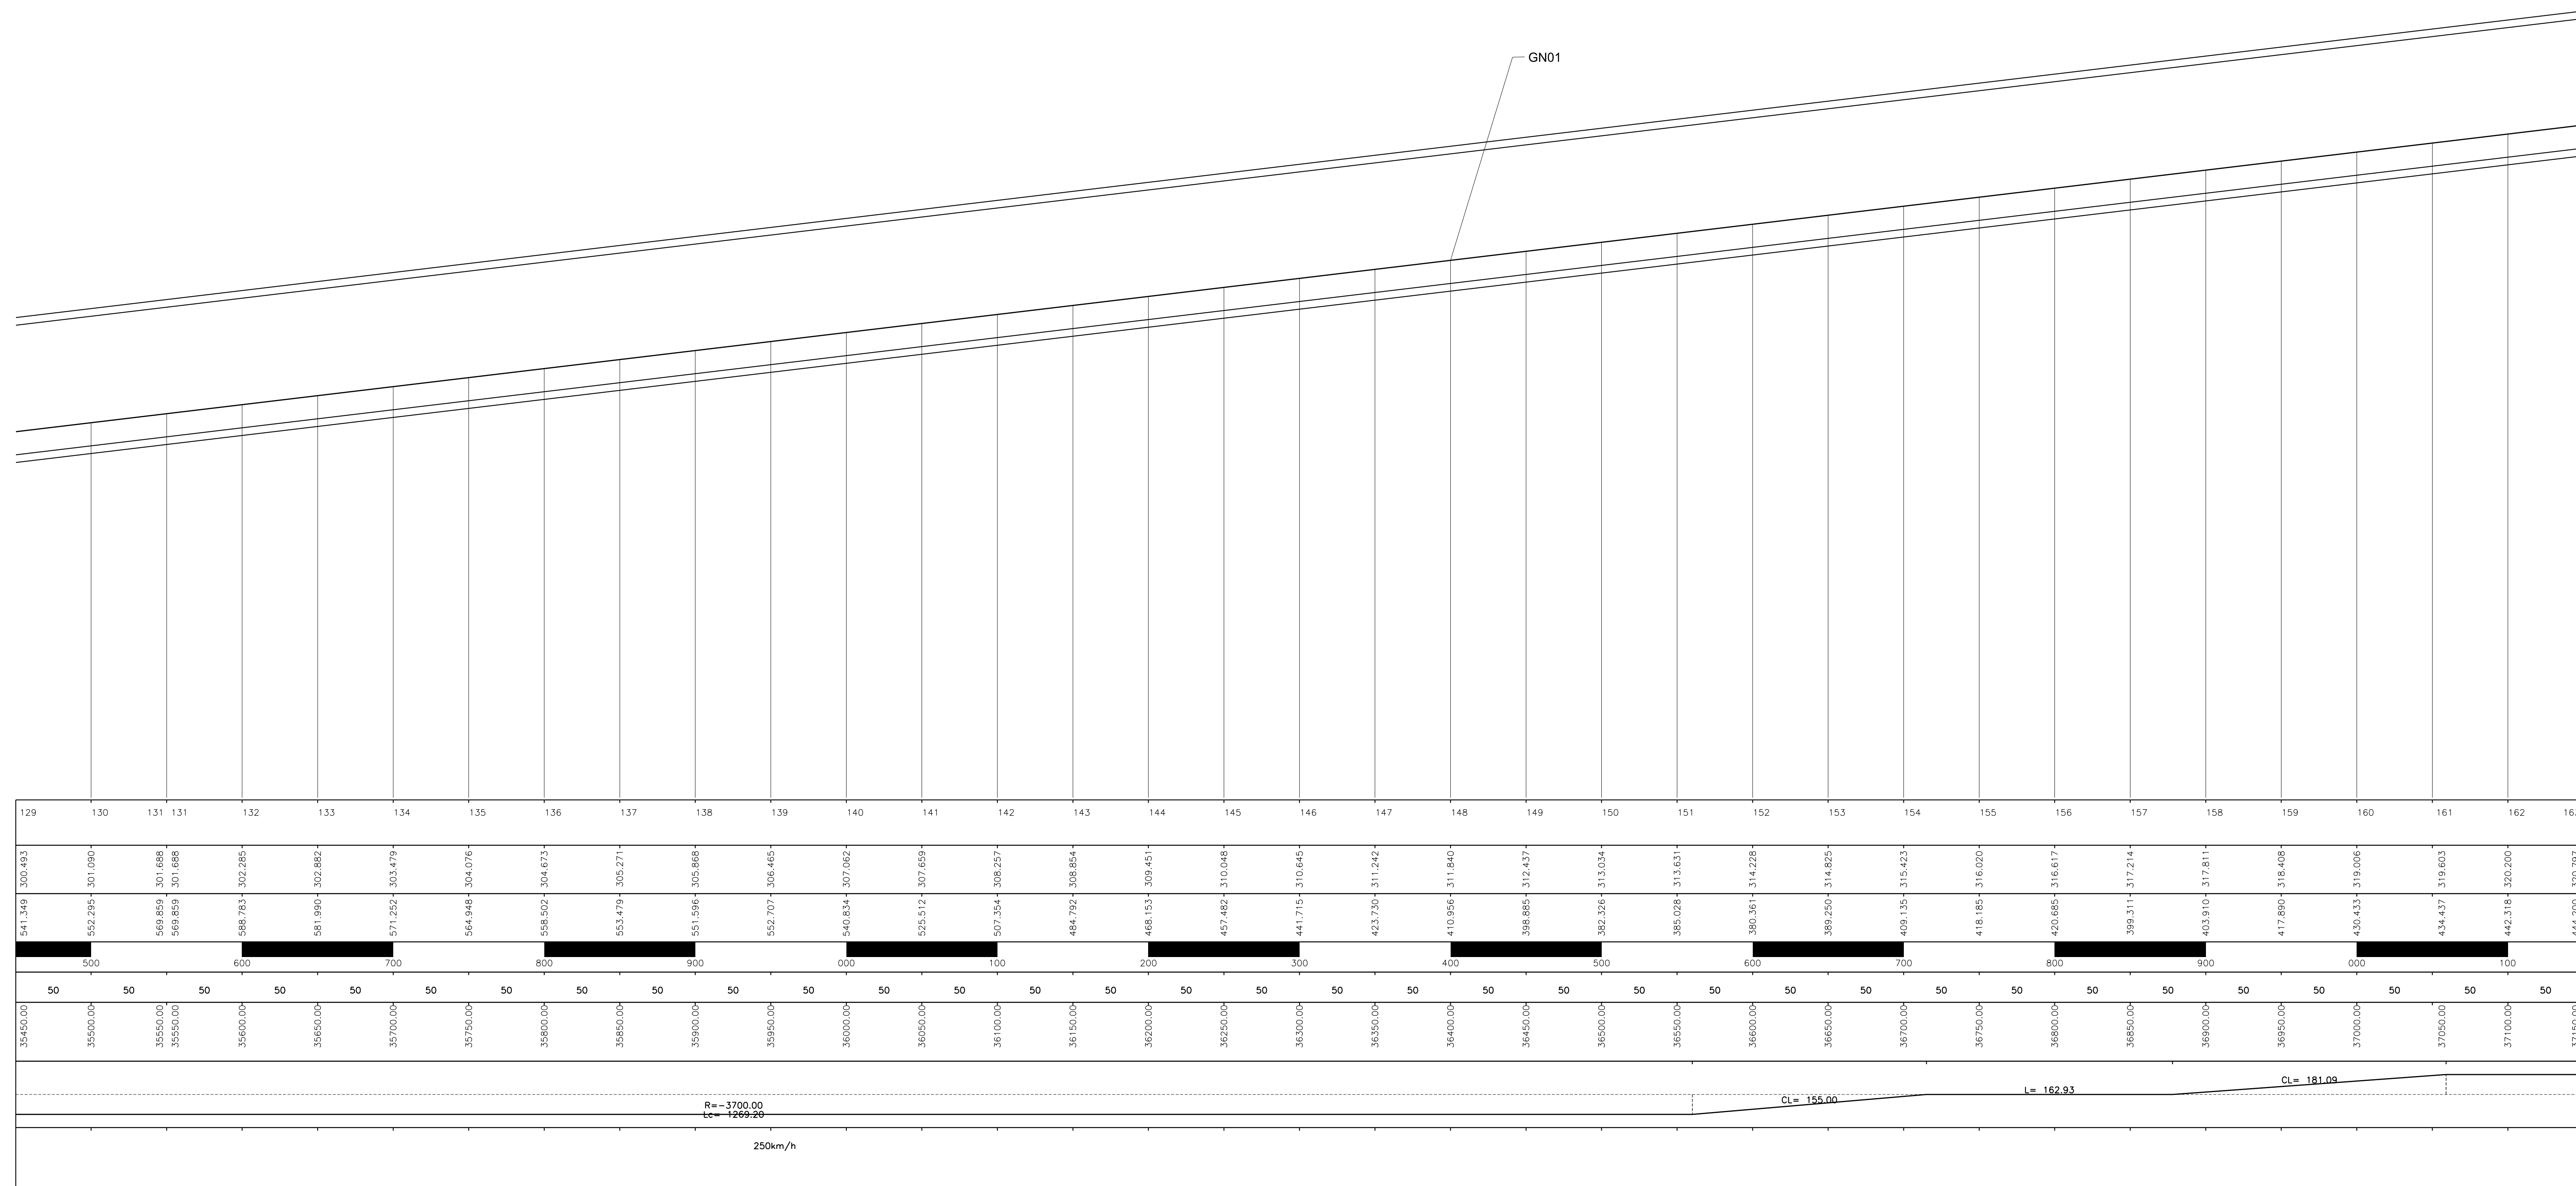 GN01
129 130 131 131 132 133 134 135 136 137 138 139 140 141 142 143 144 145 146 147 148 149 150 151 152 153 154 155 156 157 158 159 160 161 162
300.493 301.090 301.688 301.688 302.285 302.882 303.479 304.076 304.673 305.271 305.868 306.465 307.062 307.659 308.257 308.854 309.451 310.048 310.645 311.242 311.840 312.437 313.034 313.631 314.228 314.825 315.423 316.020 316.617 317.214 317.811 318.408 319.006 319.603 320.200 320.797
541.349 552.295 569.859 569.859 588.783 581.990 571.252 564.948 558.502 553.479 551.596 552.707 540.834 525.512 507.354 484.792 468.153 457.482 441.715 423.730 410.956 398.885 382.326 385.028 380.361 389.250 409.135 418.185 420.685 399.311 403.910 417.890 430.433 434.437 442.318
500 600 700 800 900 000 100 200 300 400 500 600 700 800 900 000 100
50 50 50 50 50 50 50 50 50 50 50 50 50 50 50 50 50 50 50 50 50 50 50 50 50 50 50 50 50 50 50 50 50 50
35450.00 35500.00 35550.00 35550.00 35600.00 35650.00 35700.00 35750.00 35800.00 35850.00 35900.00 35950.00 36000.00 36050.00 36100.00 36150.00 36200.00 36250.00 36300.00 36350.00 36400.00 36450.00 36500.00 36550.00 36600.00 36650.00 36700.00 36750.00 36800.00 36850.00 36900.00 36950.00 37000.00 37050.00 37100.00 37150.00
CL= 181.09
L= 162.93
CL= 155.00
R=-3700.00
Lc= 1269.20
250km/h